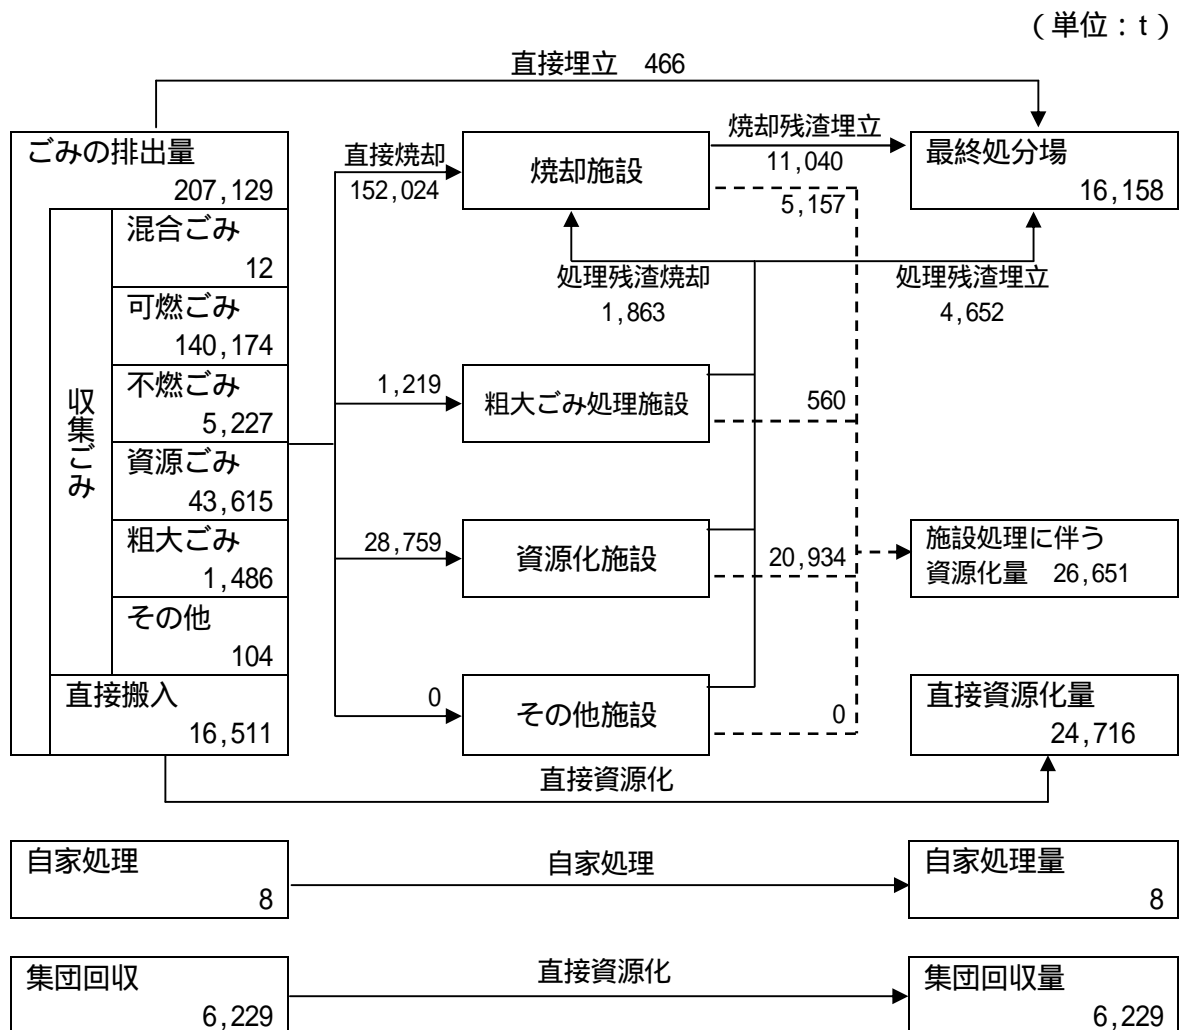 （単位：t）
直接埋立　466
ごみの排出量
207,129
直接焼却
152,024
焼却施設
焼却残渣埋立
11,040
5,157
最終処分場
16,158
収集ごみ
混合ごみ
12
可燃ごみ
140,174
不燃ごみ
5,227
資源ごみ
43,615
粗大ごみ
1,486
その他
104
直接搬入
16,511
処理残渣焼却
1,863
処理残渣埋立
4,652
1,219
粗大ごみ処理施設
560
28,759
資源化施設
20,934
施設処理に伴う
資源化量　26,651
0
その他施設
0
直接資源化量
24,716
直接資源化
自家処理
8
自家処理
自家処理量
8
集団回収
6,229
直接資源化
集団回収量
6,229